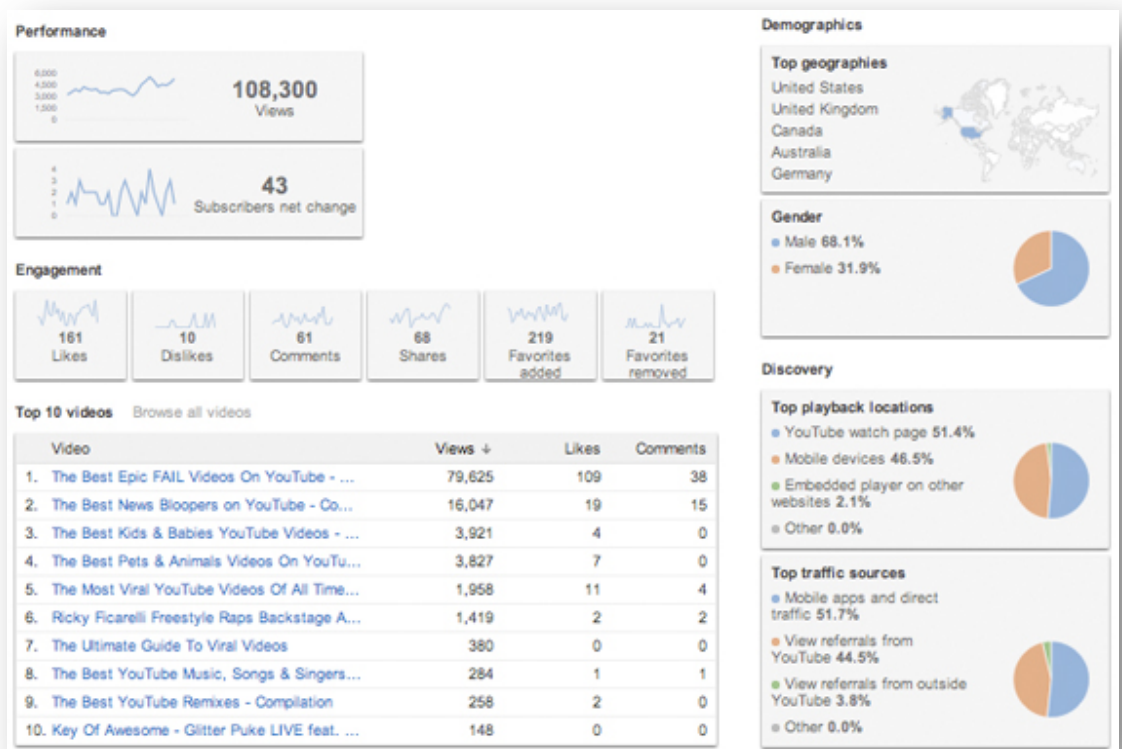 Performance
6,000
4,500
3,000
1,500
0
108,300
Views
4
3
2
1
0
43
Subscribers net change
Engagement
161
Likes
10
Dislikes
61
Comments
68
Shares
219
Favorites
added
21
Favorites
removed
Top 10 videos Browse all videos
Video Views ↓ Likes Comments
1. The Best Epic FAIL Videos On YouTube - ... 79,625 109 38
2. The Best News Bloopers on YouTube - Co... 16,047 19 15
3. The Best Kids & Babies YouTube Videos - ... 3,921 4 0
4. The Best Pets & Animals Videos On YouTu... 3,827 7 0
5. The Most Viral YouTube Videos Of All Time... 1,958 11 4
6. Ricky Ficarelli Freestyle Raps Backstage A... 1,419 2 2
7. The Ultimate Guide To Viral Videos 380 0 0
8. The Best YouTube Music, Songs & Singers... 284 1 1
9. The Best YouTube Remixes - Compilation 258 2 0
10. Key Of Awesome - Glitter Puke LIVE feat. ... 148 0 0
Demographics
Top geographies
United States
United Kingdom
Canada
Australia
Germany
Gender
Male 68.1%
Female 31.9%
Discovery
Top playback locations
YouTube watch page 51.4%
Mobile devices 46.5%
Embedded player on other
websites 2.1%
Other 0.0%
Top traffic sources
Mobile apps and direct
traffic 51.7%
View referrals from
YouTube 44.5%
View referrals from outside
YouTube 3.8%
Other 0.0%